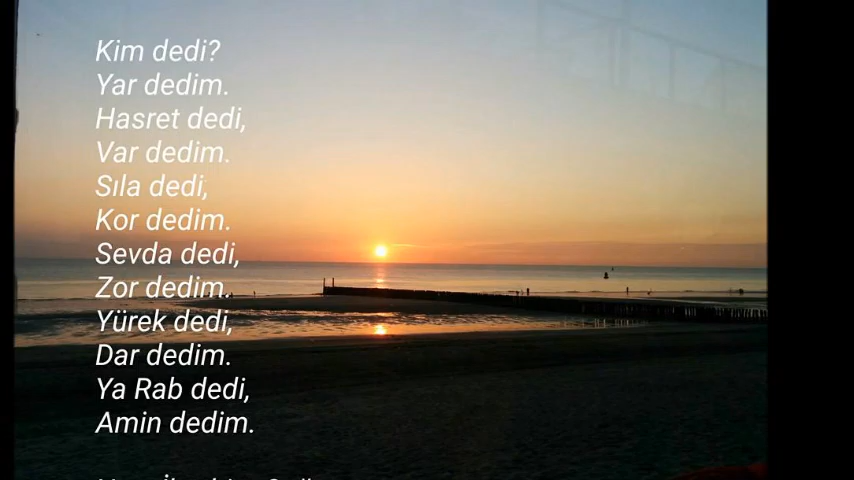 Kim dedi?
Yar dedim.
Hasret dedi,
Var dedim.
Sıla dedi,
Kor dedim.
Sevda dedi,
Zor dedim.
Yürek dedi,
Dar dedim.
Ya Rab dedi,
Amin dedim.